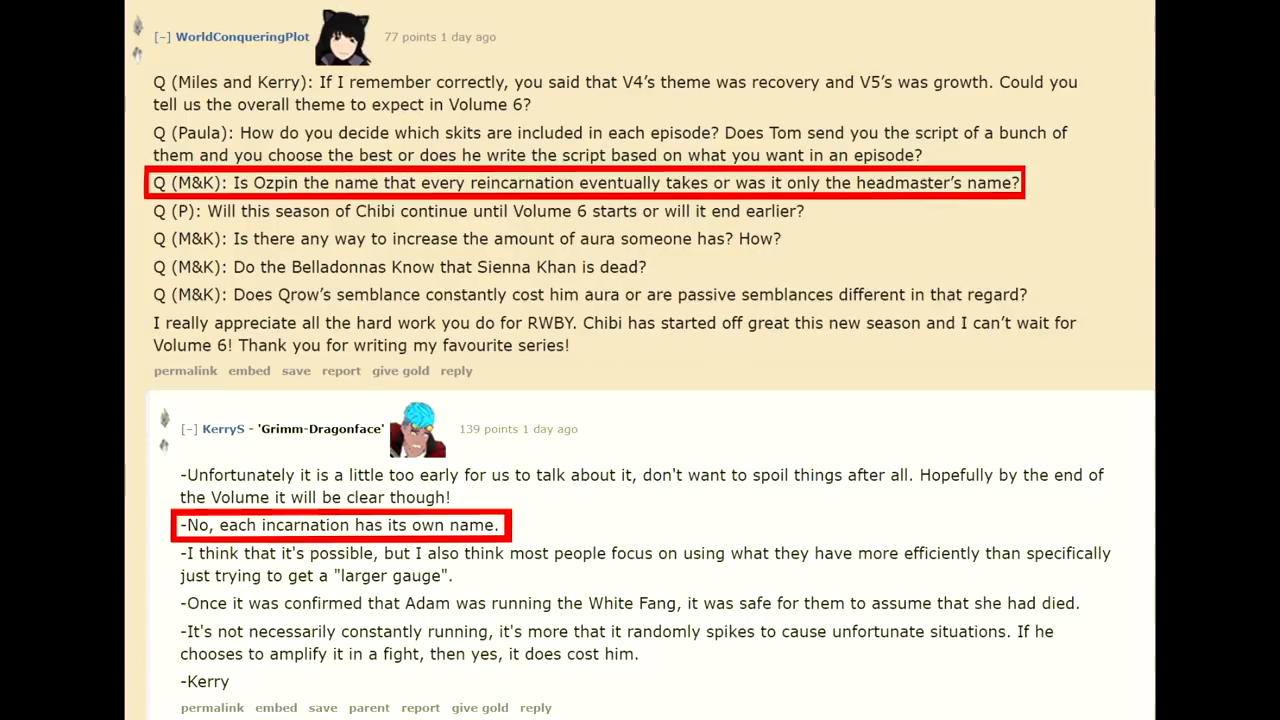 [–] WorldConqueringPlot 77 points 1 day ago
Q (Miles and Kerry): If I remember correctly, you said that V4’s theme was recovery and V5’s was growth. Could you
tell us the overall theme to expect in Volume 6?
Q (Paula): How do you decide which skits are included in each episode? Does Tom send you the script of a bunch of
them and you choose the best or does he write the script based on what you want in an episode?
Q (M&K): Is Ozpin the name that every reincarnation eventually takes or was it only the headmaster’s name?
Q (P): Will this season of Chibi continue until Volume 6 starts or will it end earlier?
Q (M&K): Is there any way to increase the amount of aura someone has? How?
Q (M&K): Do the Belladonnas Know that Sienna Khan is dead?
Q (M&K): Does Qrow’s semblance constantly cost him aura or are passive semblances different in that regard?
I really appreciate all the hard work you do for RWBY. Chibi has started off great this new season and I can’t wait for
Volume 6! Thank you for writing my favourite series!
permalink embed save report give gold reply
[–] KerryS - 'Grimm-Dragonface' 139 points 1 day ago
-Unfortunately it is a little too early for us to talk about it, don't want to spoil things after all. Hopefully by the end of
the Volume it will be clear though!
-No, each incarnation has its own name.
-I think that it's possible, but I also think most people focus on using what they have more efficiently than specifically
just trying to get a "larger gauge".
-Once it was confirmed that Adam was running the White Fang, it was safe for them to assume that she had died.
-It's not necessarily constantly running, it's more that it randomly spikes to cause unfortunate situations. If he
chooses to amplify it in a fight, then yes, it does cost him.
-Kerry
permalink embed save parent report give gold reply